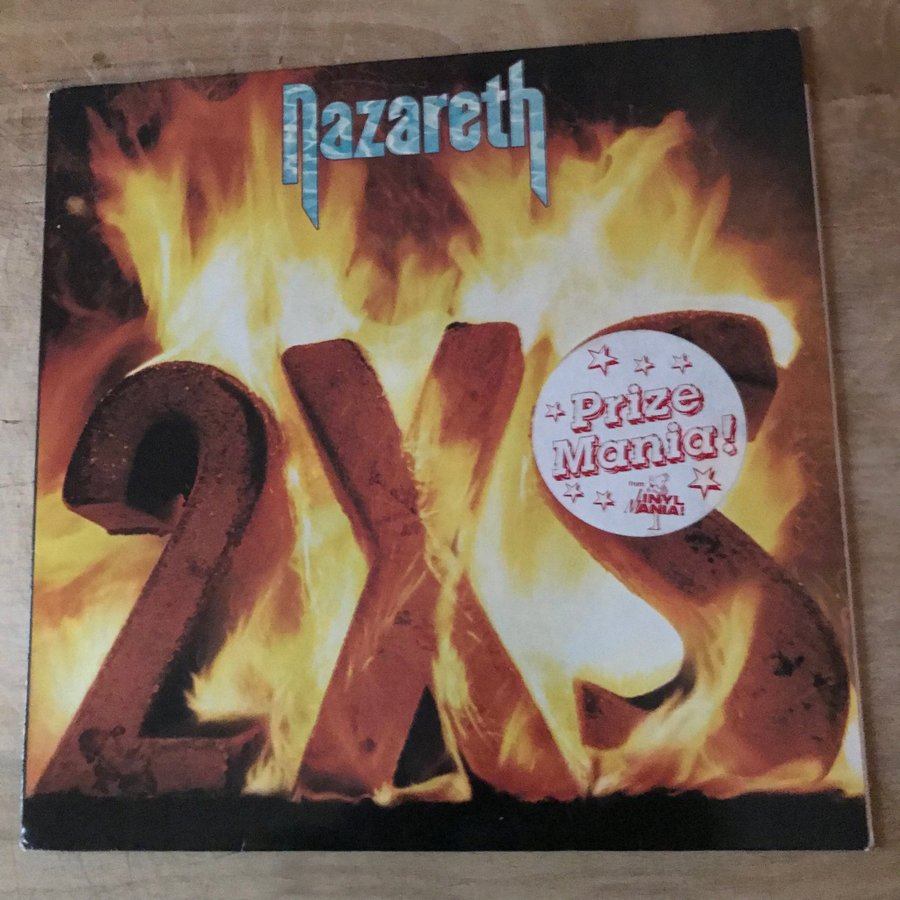 Nazareth
2XS
Prize
Mania!
from
VINYL
MANIA!